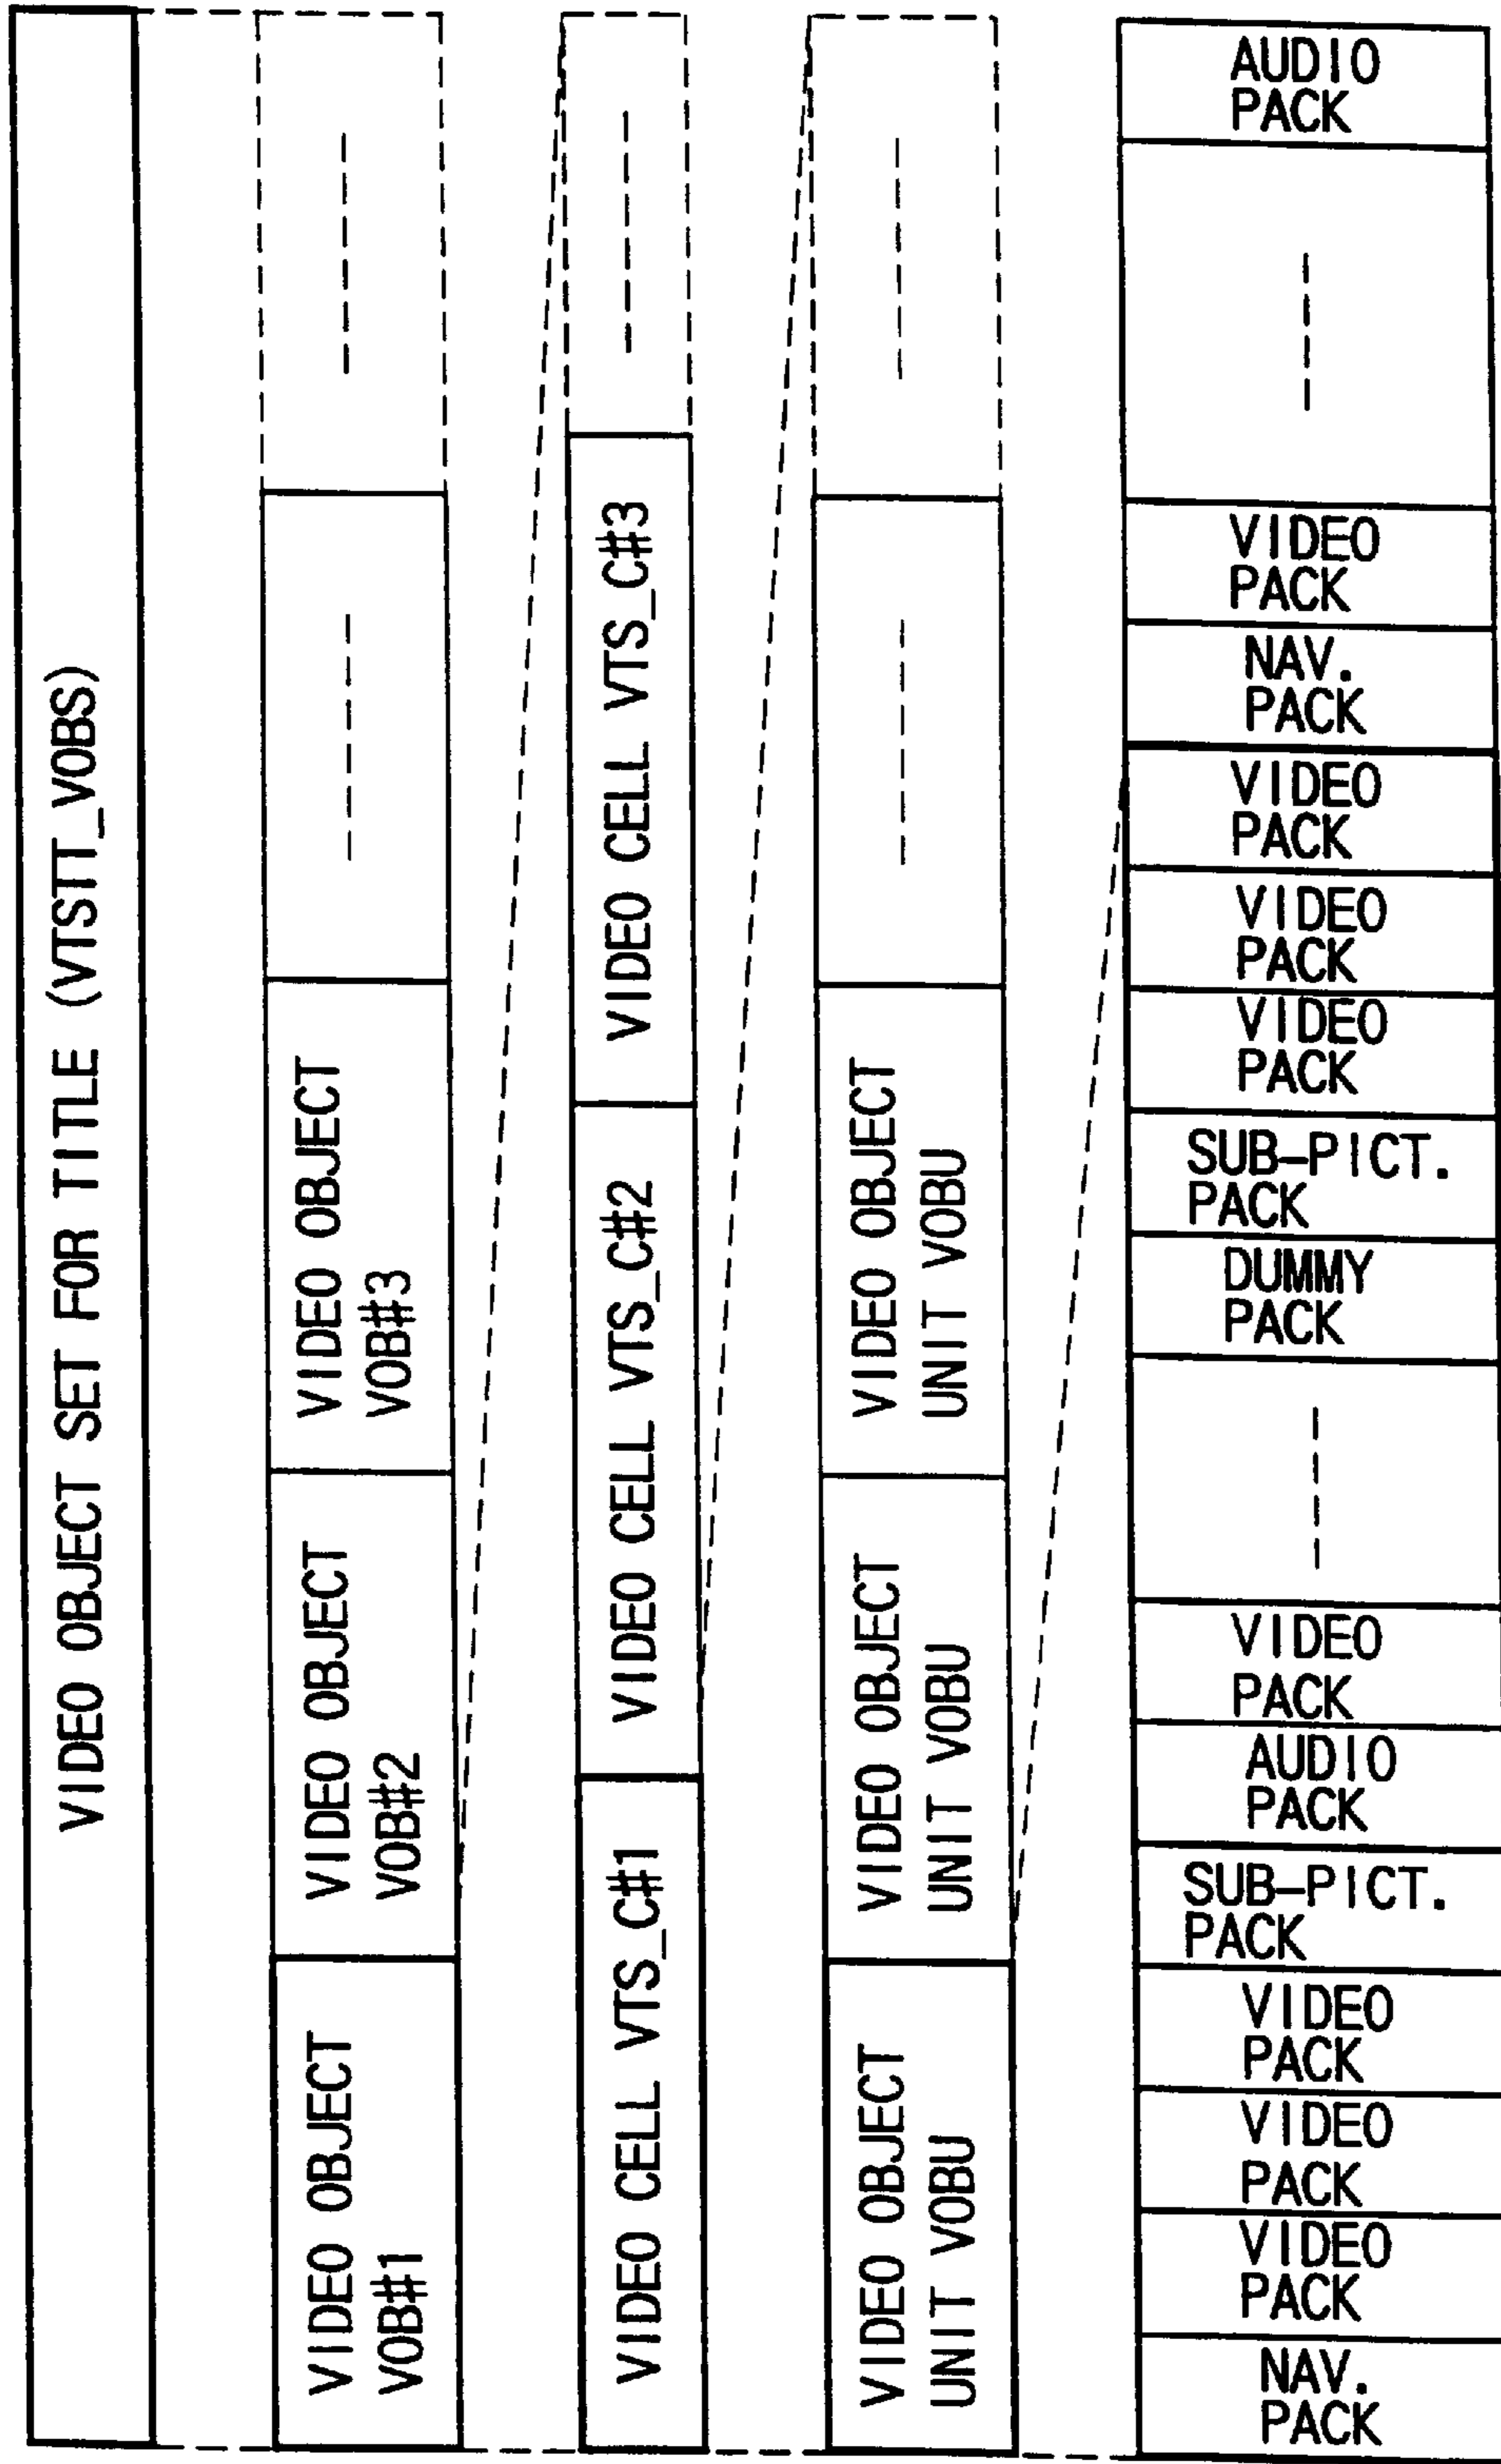 VIDEO OBJECT SET FOR TITLE (VTSTT_VOBS)
VIDEO OBJECT
VOB#1
VIDEO OBJECT
VOB#2
VIDEO OBJECT
VOB#3
VIDEO CELL VTS_C#1
VIDEO CELL VTS_C#2
VIDEO CELL VTS_C#3
VIDEO OBJECT
UNIT VOBU
VIDEO OBJECT
UNIT VOBU
VIDEO OBJECT
UNIT VOBU
NAV.
PACK
VIDEO
PACK
VIDEO
PACK
VIDEO
PACK
SUB-PICT.
PACK
AUDIO
PACK
VIDEO
PACK
DUMMY
PACK
SUB-PICT.
PACK
VIDEO
PACK
VIDEO
PACK
VIDEO
PACK
NAV.
PACK
VIDEO
PACK
AUDIO
PACK